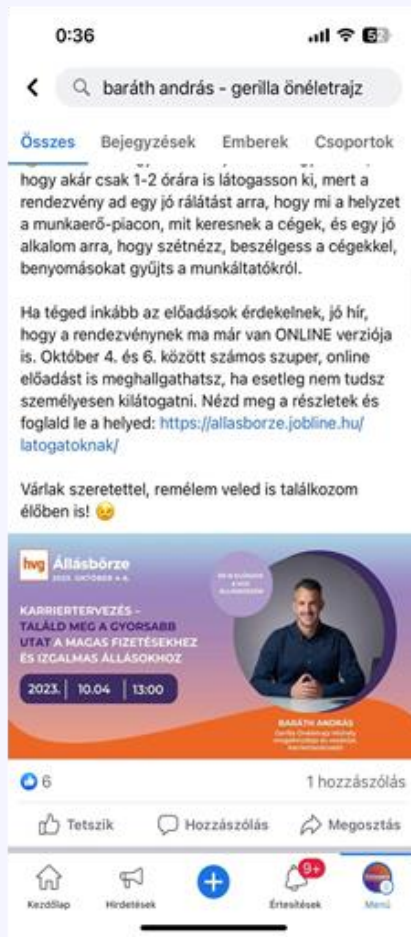 0:36
52
baráth andrás - gerilla önéletrajz
Összes Bejegyzések Emberek Csoportok
hogy akár csak 1-2 órára is látogasson ki, mert a
rendezvény ad egy jó rálátást arra, hogy mi a helyzet
a munkaerő-piacon, mit keresnek a cégek, és egy jó
alkalom arra, hogy szétnézz, beszélgess a cégekkel,
benyomásokat gyűjts a munkáltatókról.
Ha téged inkább az előadások érdekelnek, jó hír,
hogy a rendezvénynek ma már van ONLINE verziója
is. Október 4. és 6. között számos szuper, online
előadást is meghallgathatsz, ha esetleg nem tudsz
személyesen kilátogatni. Nézd meg a részletek és
foglald le a helyed: https://allasborze.jobline.hu/
latogatoknak/
Várlak szeretettel, remélem veled is találkozom
élőben is!
hvg Állásbörze
2023. OKTÓBER 4-6.
KARRIERTERVEZÉS –
TALÁLD MEG A GYORSABB
UTAT A MAGAS FIZETÉSEKHEZ
ÉS IZGALMAS ÁLLÁSOKHOZ
2023. 10.04 13:00
BARÁTH ANDRÁS
6
1 hozzászólás
Tetszik Hozzászólás Megosztás
9+
Kezdőlap Hirdetések Értesítések Menü